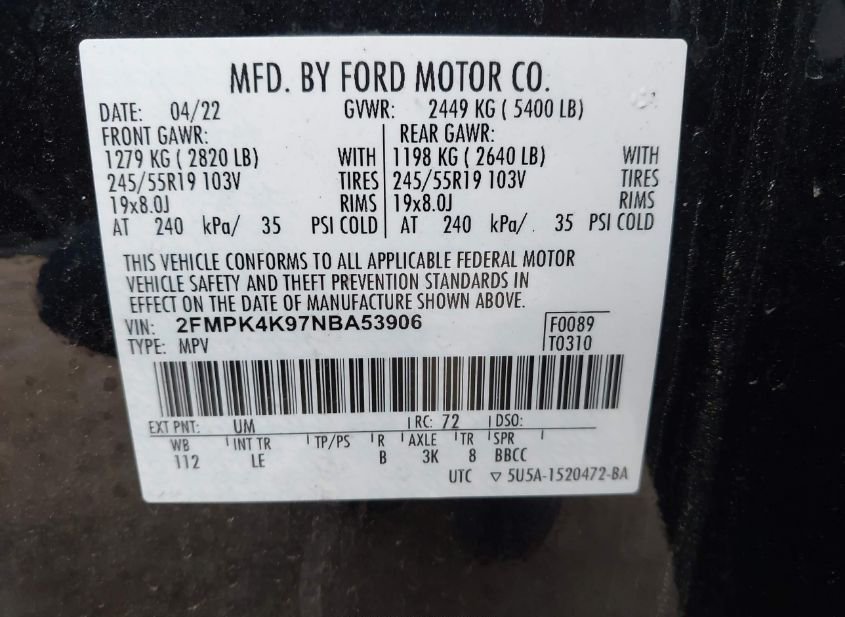 MFD. BY FORD MOTOR CO.
DATE: 04/22 GVWR: 2449 KG ( 5400 LB)
FRONT GAWR: REAR GAWR:
1279 KG ( 2820 LB) WITH 1198 KG ( 2640 LB) WITH
245/55R19 103V TIRES 245/55R19 103V TIRES
19x8.0J RIMS 19x8.0J RIMS
AT 240 kPa/ 35 PSI COLD AT 240 kPa/ 35 PSI COLD
THIS VEHICLE CONFORMS TO ALL APPLICABLE FEDERAL MOTOR
VEHICLE SAFETY AND THEFT PREVENTION STANDARDS IN
EFFECT ON THE DATE OF MANUFACTURE SHOWN ABOVE.
VIN: 2FMPK4K97NBA53906 F0089
TYPE: MPV T0310
EXT PNT: UM RC: 72 DSO:
WB INT TR TP/PS R AXLE TR SPR
112 LE B 3K 8 BBCC
UTC ▽ 5U5A-1520472-BA